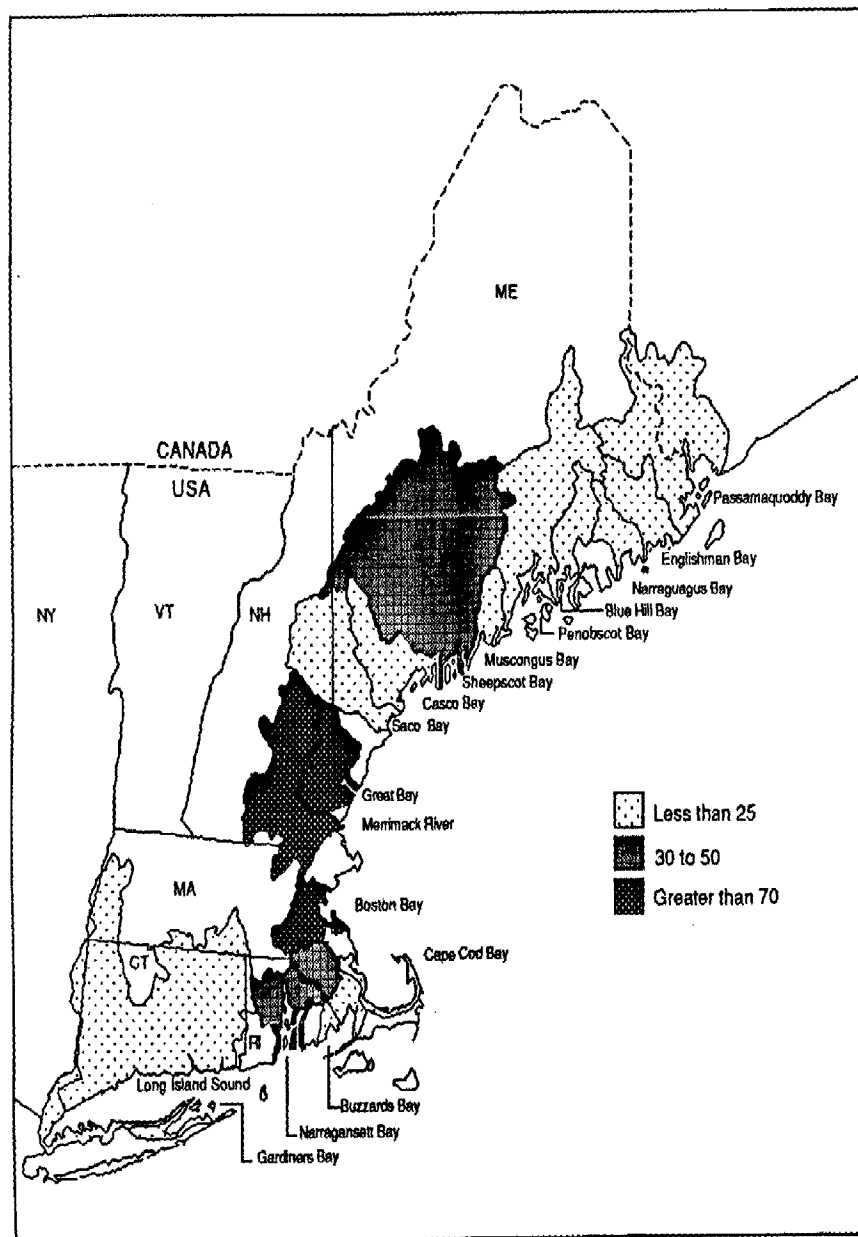 ME
CANADA
USA
NY
VT
NH
Passamaquoddy Bay
Englishman Bay
Narraguagus Bay
Blue Hill Bay
Penobscot Bay
Muscongus Bay
Sheepscot Bay
Casco Bay
Saco Bay
Great Bay
Merrimack River
Less than 25
30 to 50
Greater than 70
MA
Boston Bay
Cape Cod Bay
CT
RI
Long Island Sound
Buzzards Bay
Narragansett Bay
Gardiners Bay